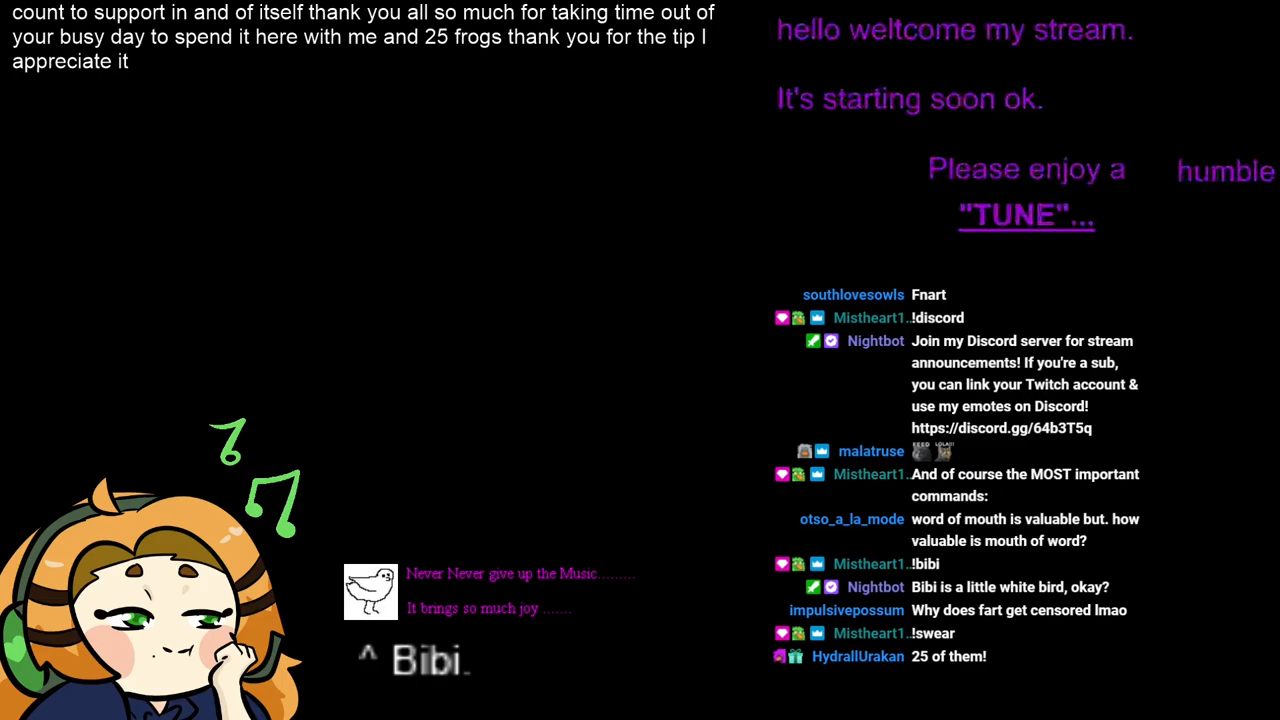 count to support in and of itself thank you all so much for taking time out of
your busy day to spend it here with me and 25 frogs thank you for the tip I
appreciate it
hello weltcome my stream.
It's starting soon ok.
Please enjoy a humble
"TUNE"...
southlovesowls Fnart
Mistheart1.. !discord
Nightbot Join my Discord server for stream
announcements! If you're a sub,
you can link your Twitch account &
use my emotes on Discord!
https://discord.gg/64b3T5q
malatruse
Mistheart1.. And of course the MOST important
commands:
otso_a_la_mode word of mouth is valuable but. how
valuable is mouth of word?
Mistheart1.. !bibi
Nightbot Bibi is a little white bird, okay?
impulsivepossum Why does fart get censored lmao
Mistheart1.. !swear
HydrallUrakan 25 of them!
Never Never give up the Music.........
It brings so much joy .......
^ Bibi.